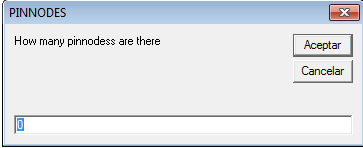 PINNODES
How many pinnodess are there
Aceptar
Cancelar
0